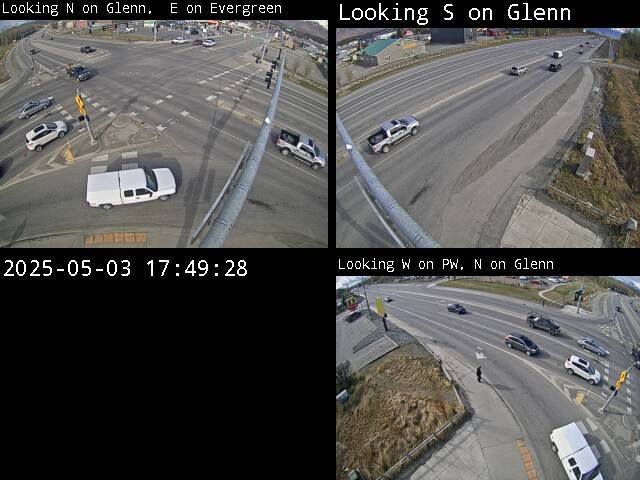 Looking N on Glenn, E on Evergreen
Looking S on Glenn
2025-05-03 17:49:28
Looking W on PW, N on Glenn